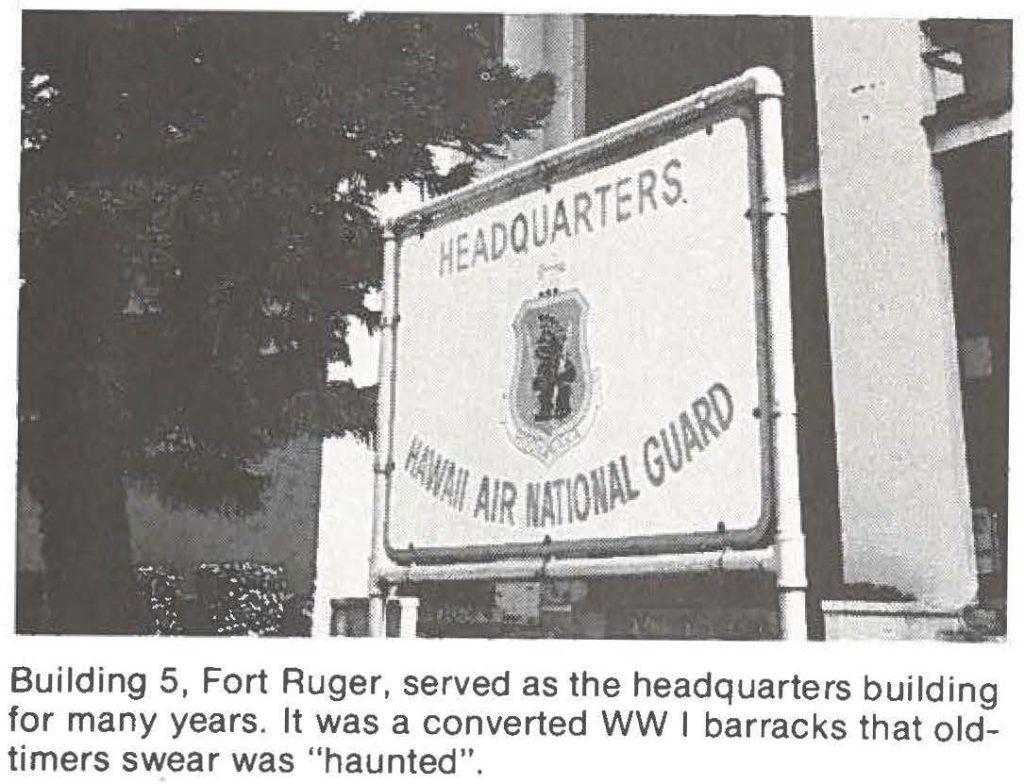 HEADQUARTERS
HAWAII AIR NATIONAL GUARD
Building 5, Fort Ruger, served as the headquarters building
for many years. It was a converted WW I barracks that old-
timers swear was "haunted".